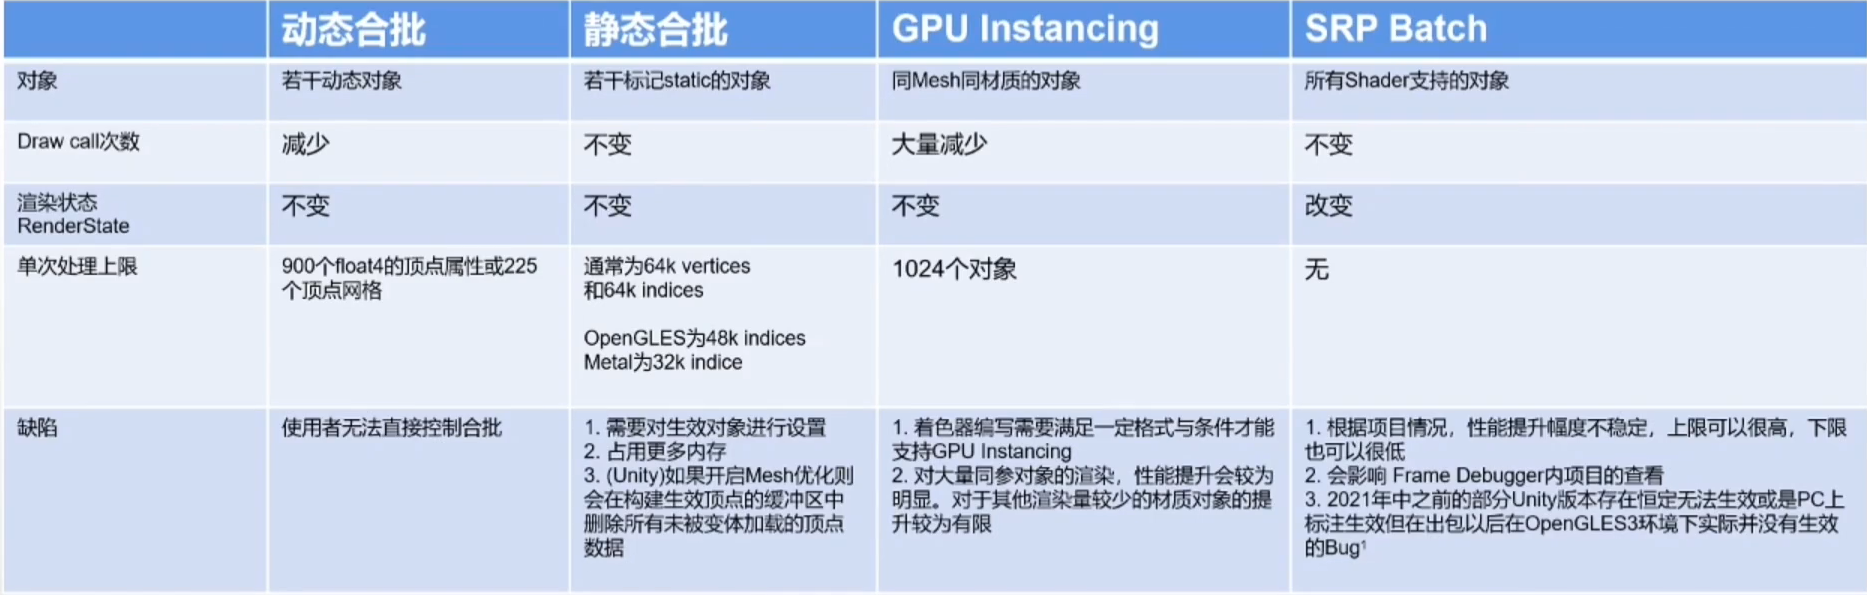 动态合批
静态合批
GPU Instancing
SRP Batch
对象
若干动态对象
若干标记static的对象
同Mesh同材质的对象
所有Shader支持的对象
Draw call次数
减少
不变
大量减少
不变
渲染状态
RenderState
不变
不变
不变
改变
单次处理上限
900个float4的顶点属性或225
个顶点网格
通常为64k vertices
和64k indices
OpenGLES为48k indices
Metal为32k indice
1024个对象
无
缺陷
使用者无法直接控制合批
1. 需要对生效对象进行设置
2. 占用更多内存
3. (Unity)如果开启Mesh优化则
会在构建生效顶点的缓冲区中
删除所有未被变体加载的顶点
数据
1. 着色器编写需要满足一定格式与条件才能
支持GPU Instancing
2. 对大量同参对象的渲染，性能提升会较为
明显。对于其他渲染量较少的材质对象的提
升较为有限
1. 根据项目情况，性能提升幅度不稳定，上限可以很高，下限
也可以很低
2. 会影响 Frame Debugger内项目的查看
3. 2021年中之前的部分Unity版本存在恒定无法生效或是PC上
标注生效但在出包以后在OpenGLES3环境下实际并没有生效
的Bug¹